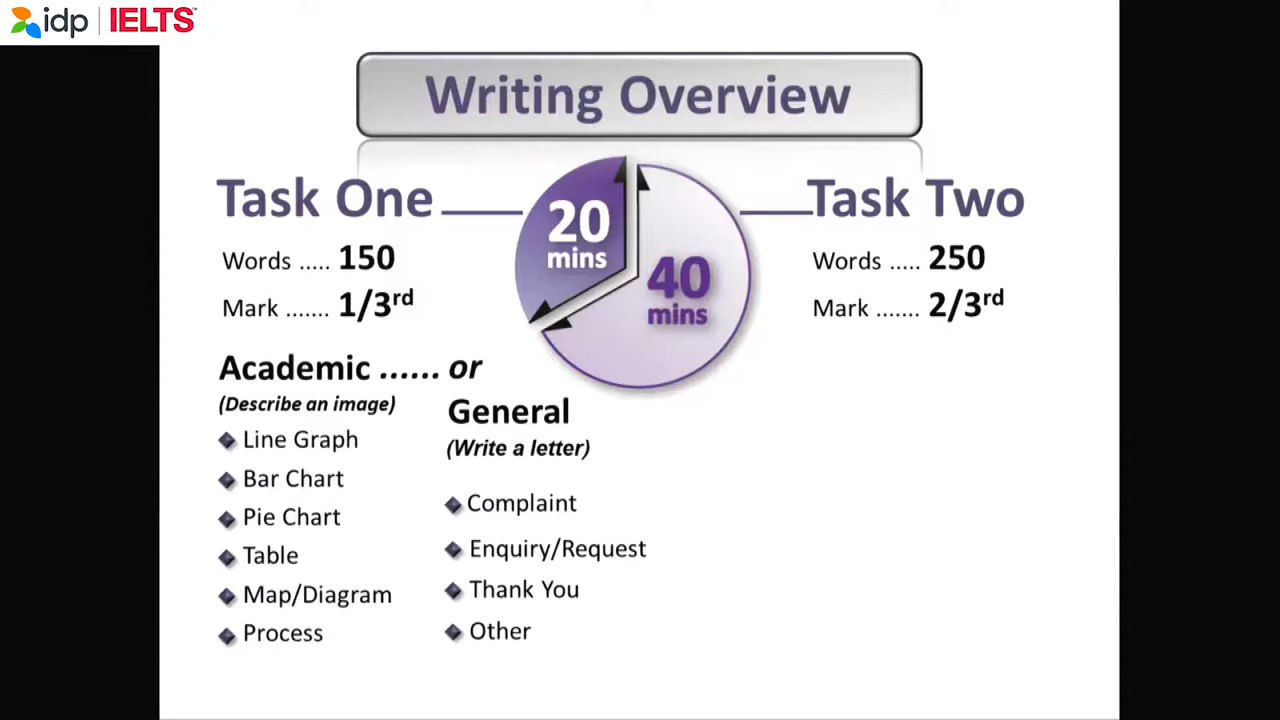 idp | IELTS™
Writing Overview
Task One
Words ..... 150
Mark ....... 1/3rd
20
mins
40
mins
Task Two
Words ..... 250
Mark ....... 2/3rd
Academic ...... or
(Describe an image)
Line Graph
Bar Chart
Pie Chart
Table
Map/Diagram
Process
General
(Write a letter)
Complaint
Enquiry/Request
Thank You
Other